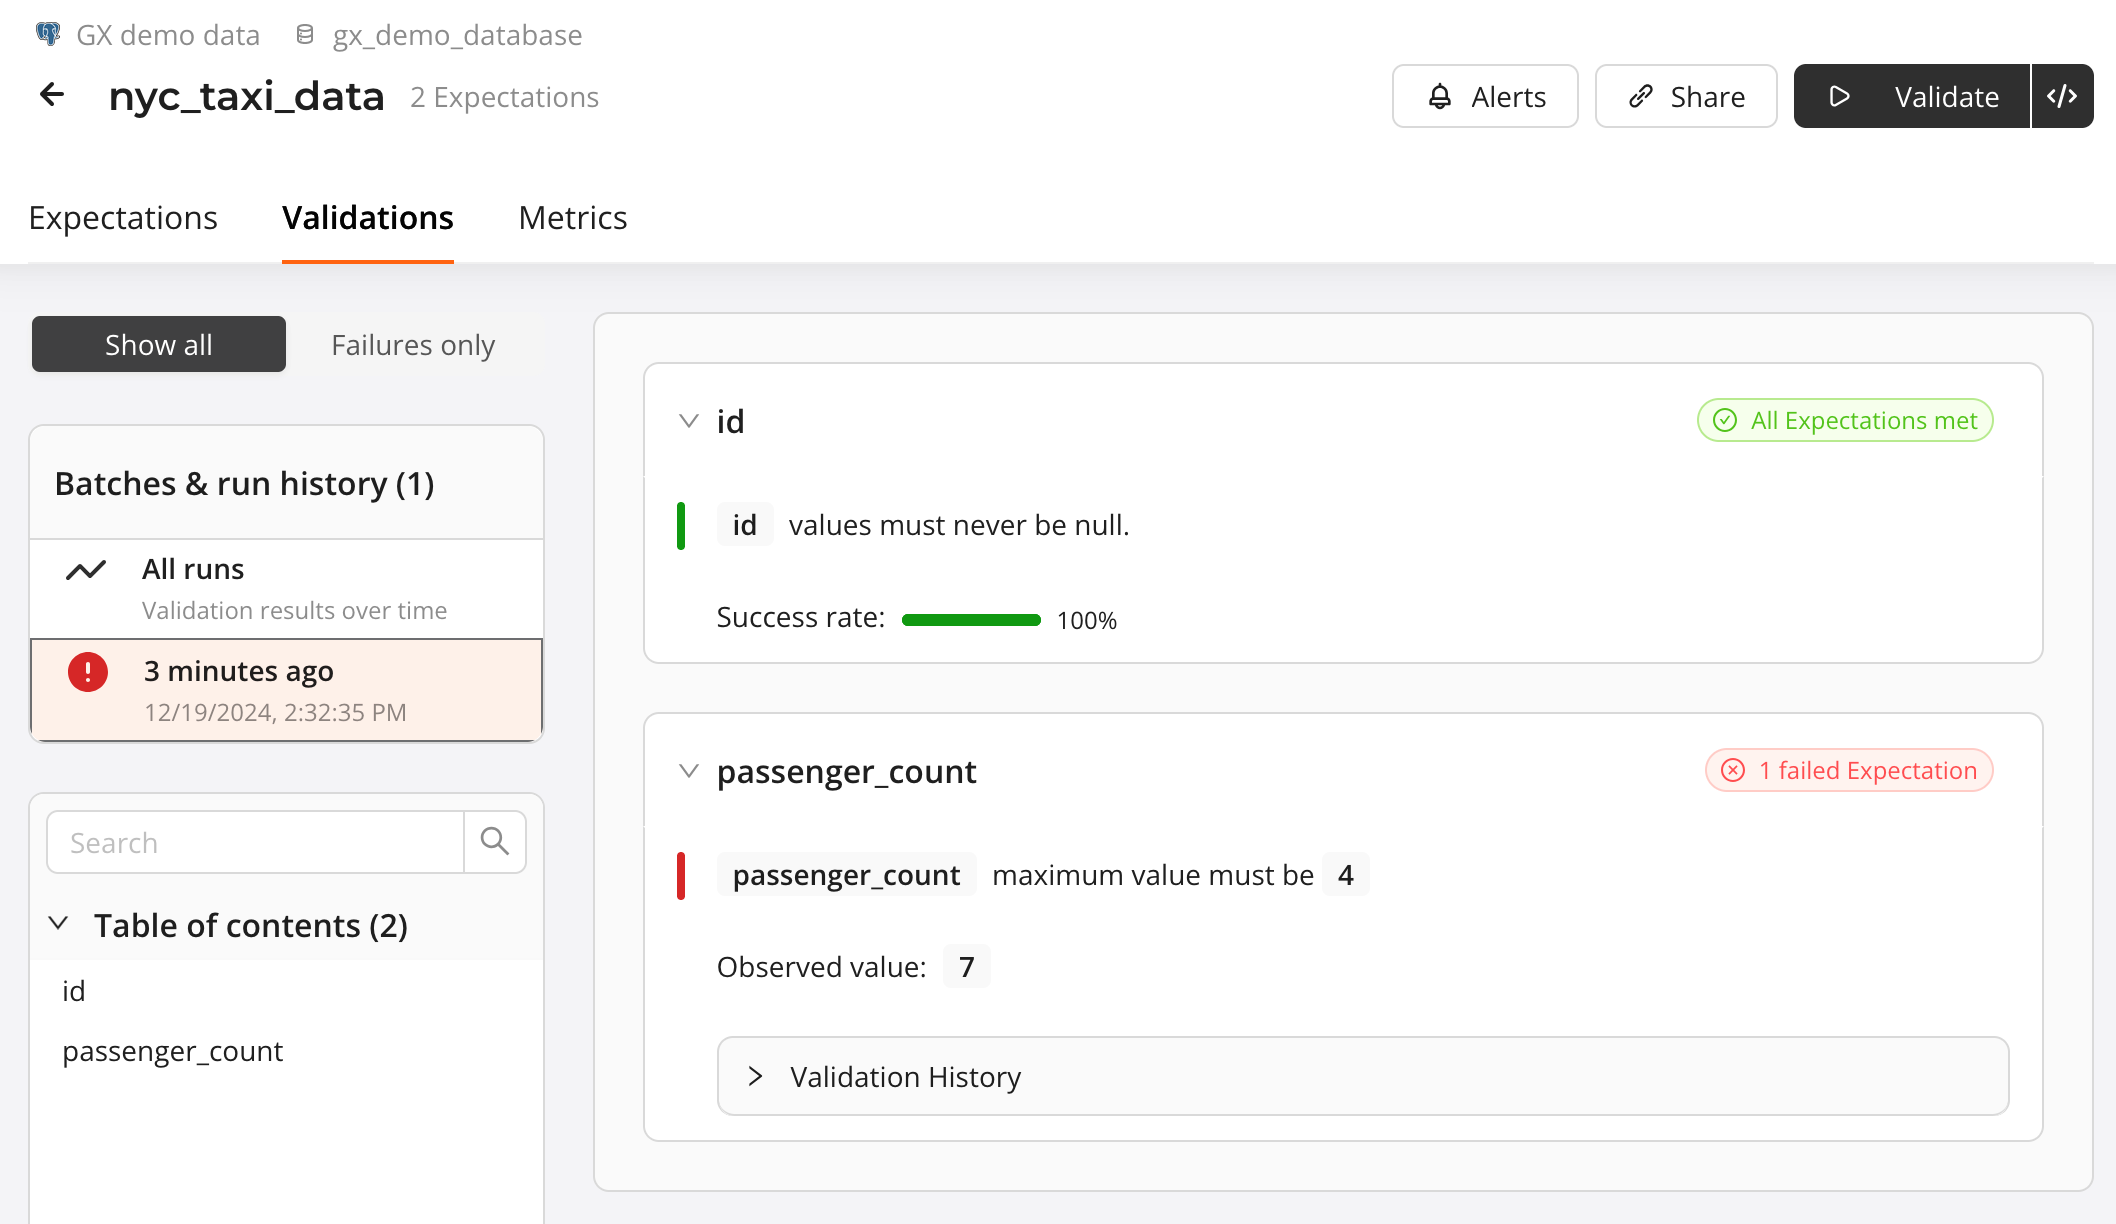 GX demo data gx_demo_database
nyc_taxi_data 2 Expectations
Alerts Share Validate </>
Expectations Validations Metrics
Show all Failures only
Batches & run history (1)
All runs
Validation results over time
3 minutes ago
12/19/2024, 2:32:35 PM
Search
Table of contents (2)
id
passenger_count
id All Expectations met
id values must never be null.
Success rate: 100%
passenger_count 1 failed Expectation
passenger_count maximum value must be 4
Observed value: 7
Validation History